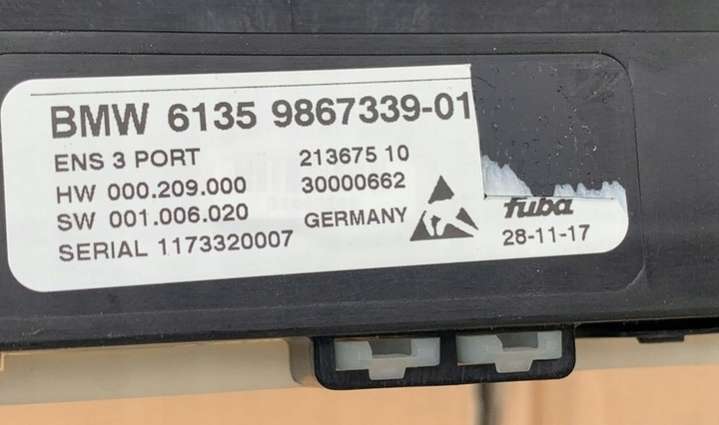 BMW 6135 9867339-01
ENS 3 PORT 213675 10
HW 000.209.000 30000662
SW 001.006.020 GERMANY fuba
SERIAL 1173320007 28-11-17